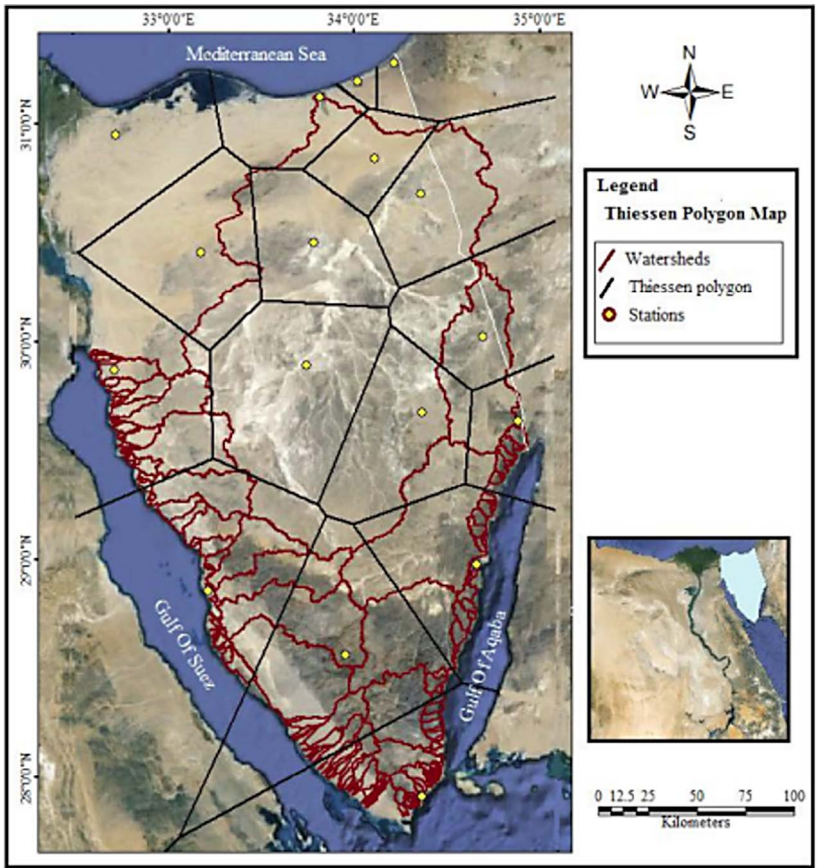 33°0'0"E 34°0'0"E 35°0'0"E
Mediterranean Sea
31°0'0"N
30°0'0"N
29°0'0"N
28°0'0"N
Gulf Of Suez
Gulf Of Aqaba
N
W E
S
Legend
Thiessen Polygon Map
Watersheds
Thiessen polygon
Stations
0 12.5 25 50 75 100
Kilometers